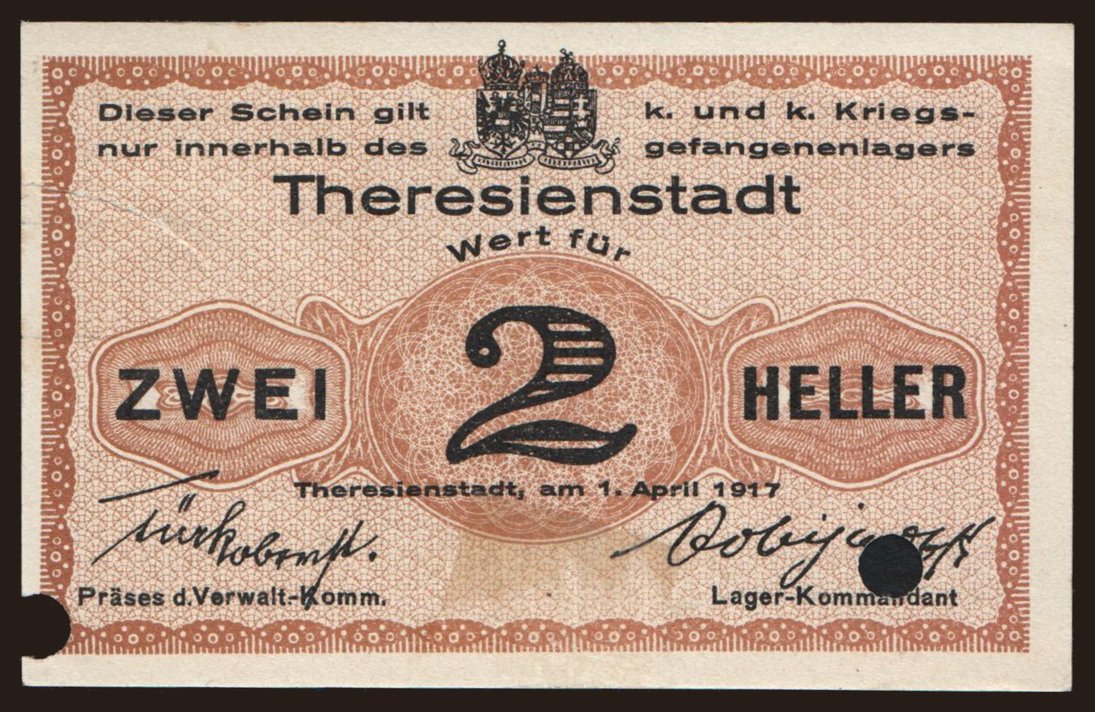 Dieser Schein gilt
nur innerhalb des
k. und k. Kriegs-
gefangenenlagers
Theresienstadt
Wert für
2
ZWEI
HELLER
Theresienstadt, am 1. April 1917
Präses d. Verwalt.-Komm.
Lager-Kommandant